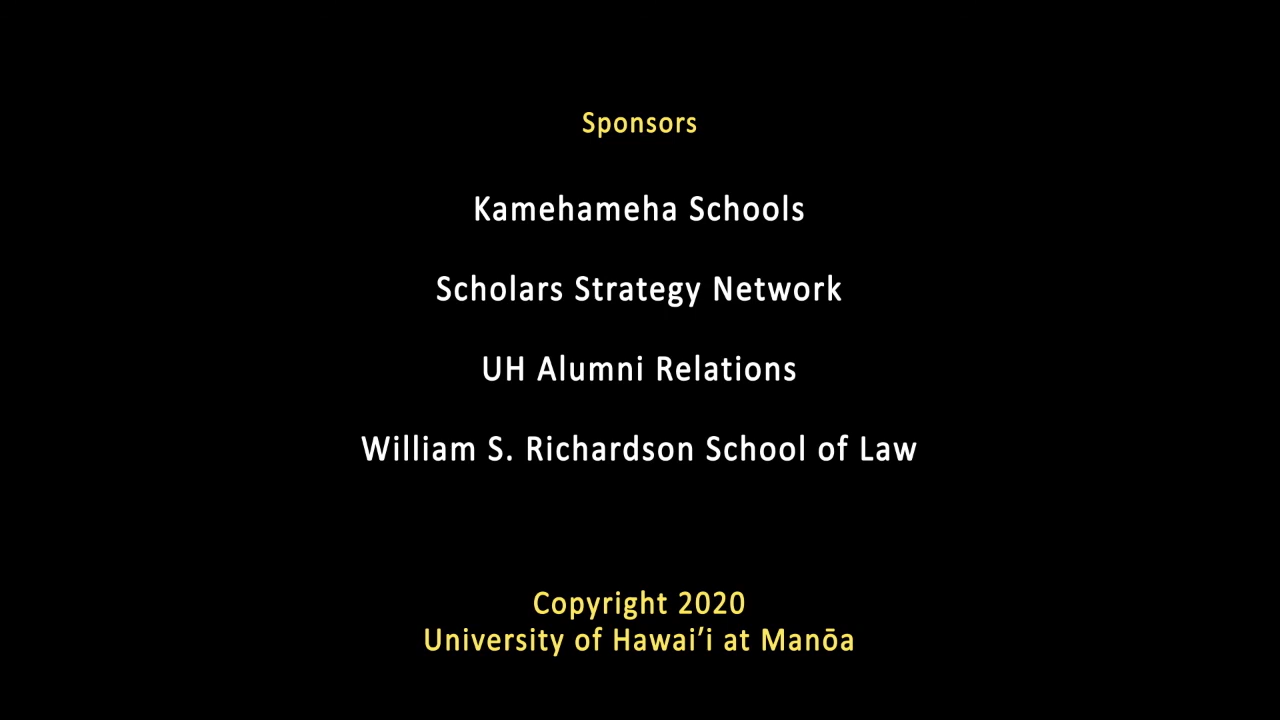 Sponsors
Kamehameha Schools
Scholars Strategy Network
UH Alumni Relations
William S. Richardson School of Law
Copyright 2020
University of Hawai’i at Manōa